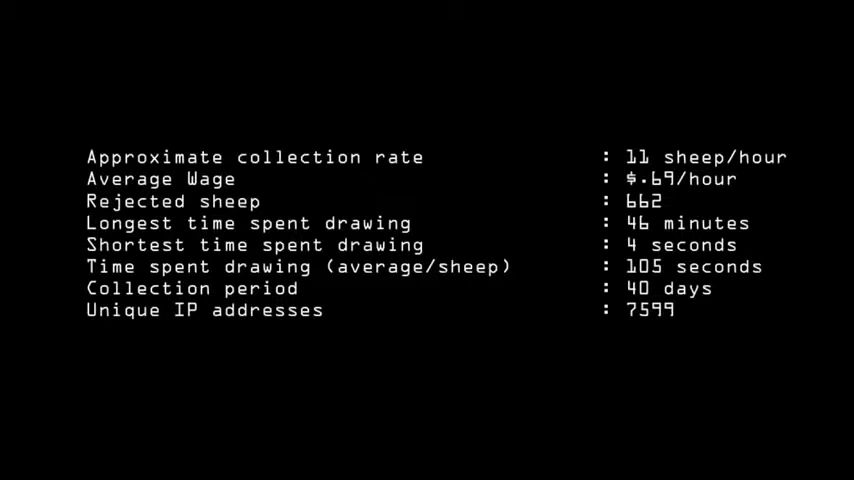 Approximate collection rate : 11 sheep/hour
Average Wage : $.69/hour
Rejected sheep : 662
Longest time spent drawing : 46 minutes
Shortest time spent drawing : 4 seconds
Time spent drawing (average/sheep) : 105 seconds
Collection period : 40 days
Unique IP addresses : 7599